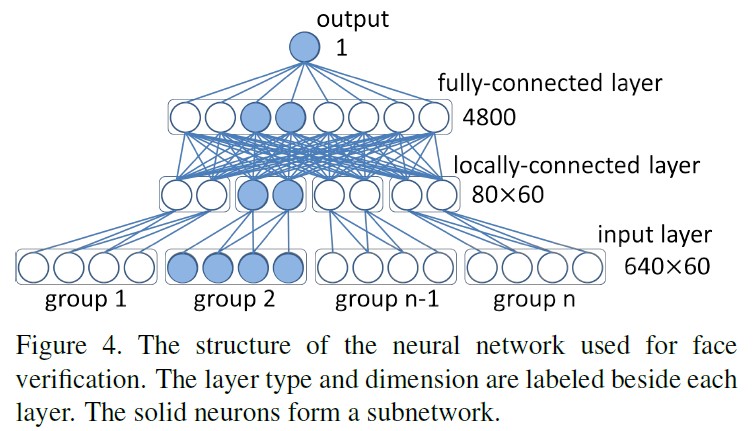 output
1
fully-connected layer
4800
locally-connected layer
80×60
input layer
640×60
group 1 group 2 group n-1 group n
Figure 4. The structure of the neural network used for face
verification. The layer type and dimension are labeled beside each
layer. The solid neurons form a subnetwork.